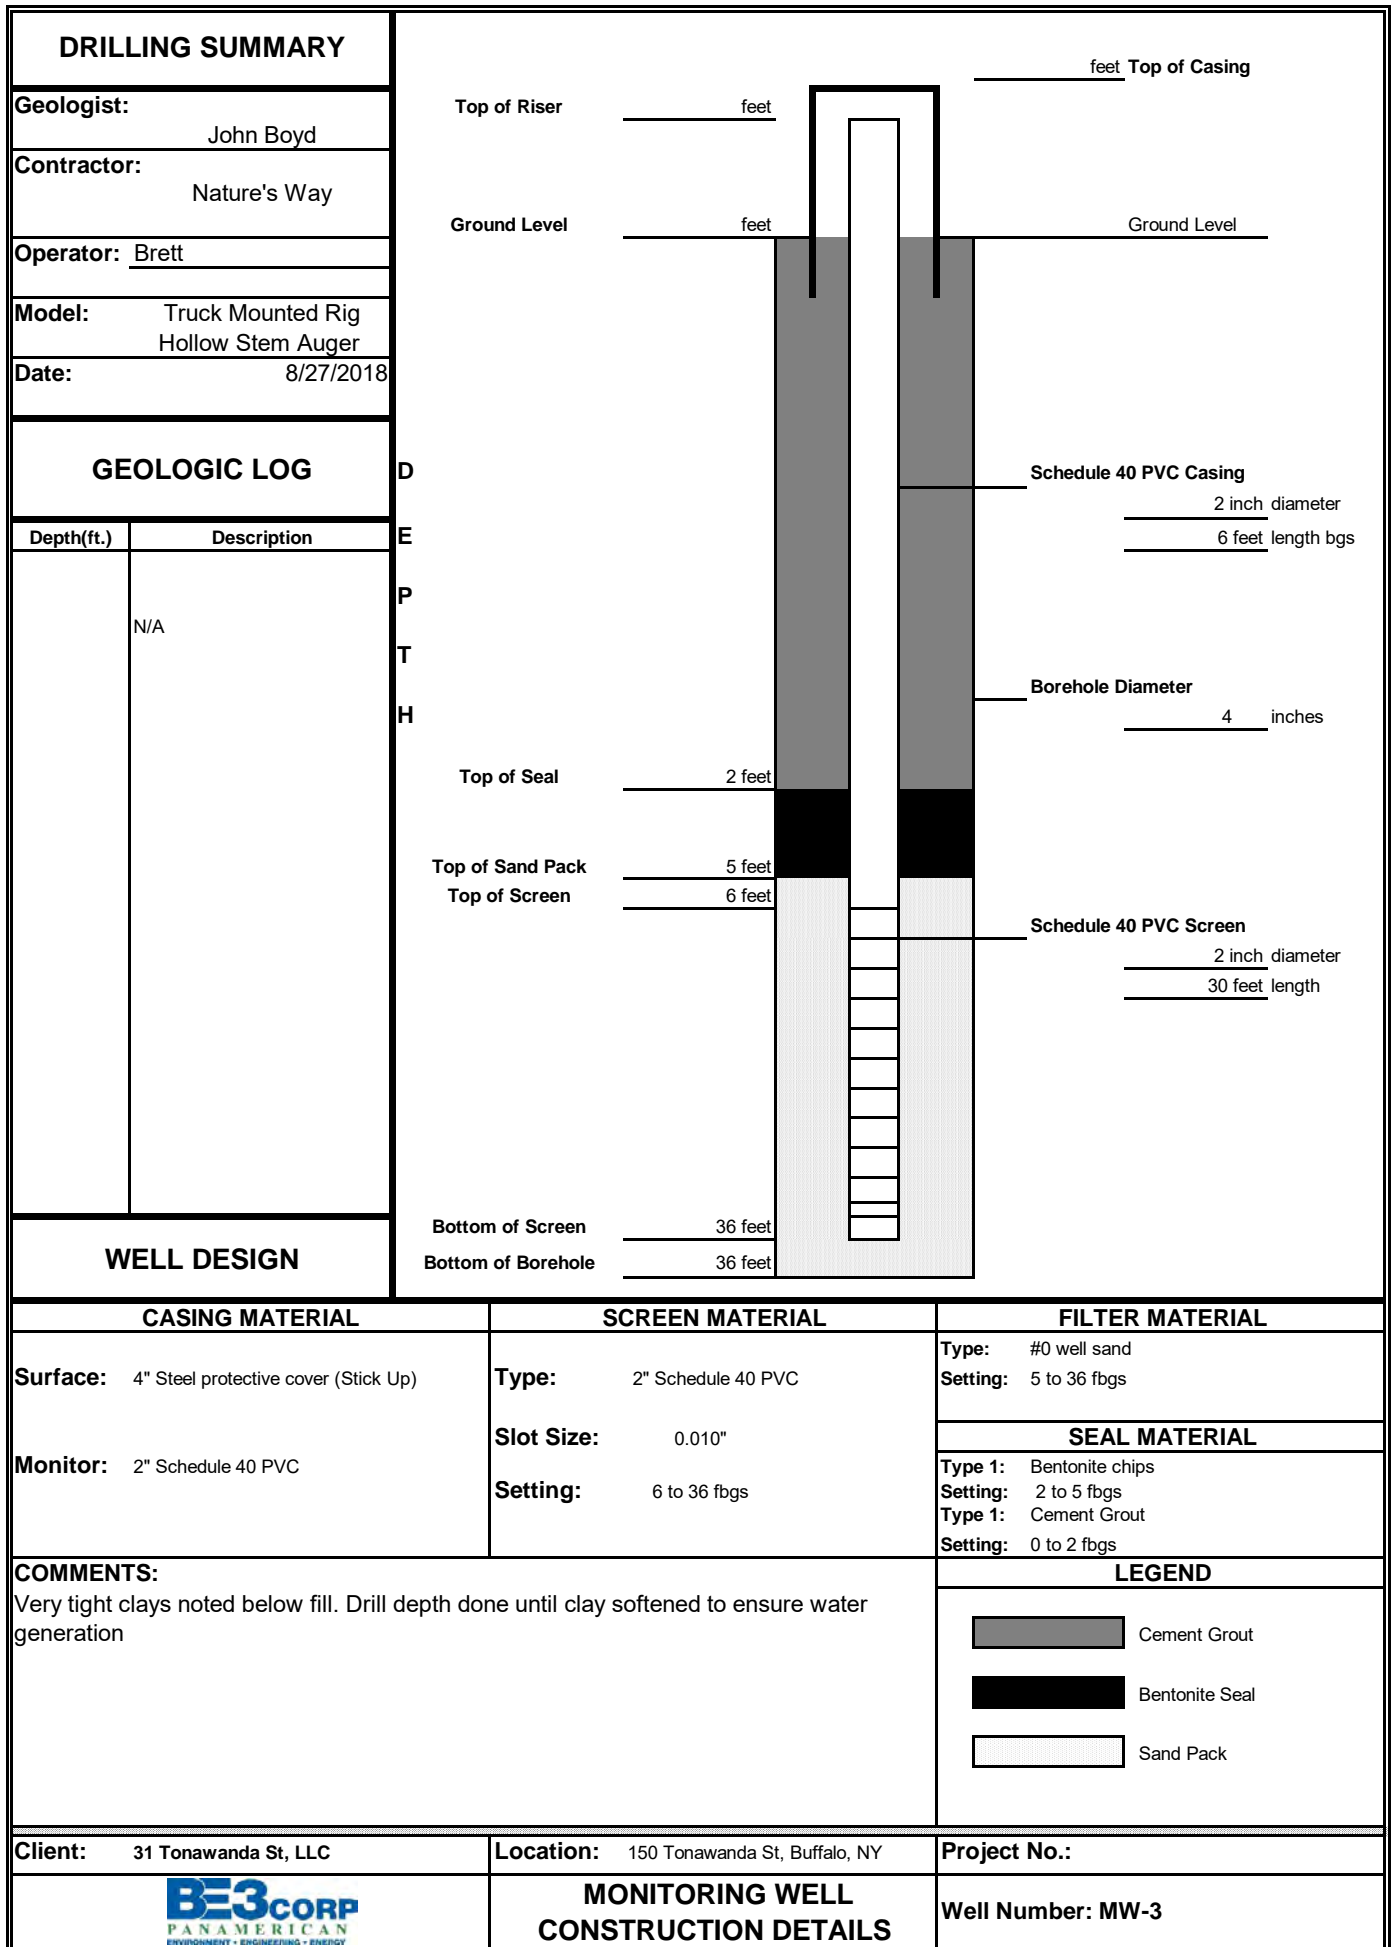 DRILLING SUMMARY
Geologist:
John Boyd
Contractor:
Nature's Way
Operator: Brett
Model: Truck Mounted Rig
Hollow Stem Auger
Date: 8/27/2018
GEOLOGIC LOG
Depth(ft.) Description
N/A
WELL DESIGN
D
E
P
T
H
feet Top of Casing
Top of Riser feet
Ground Level feet
Ground Level
Schedule 40 PVC Casing
2 inch diameter
6 feet length bgs
Borehole Diameter
4 inches
Top of Seal 2 feet
Top of Sand Pack 5 feet
Top of Screen 6 feet
Schedule 40 PVC Screen
2 inch diameter
30 feet length
Bottom of Screen 36 feet
Bottom of Borehole 36 feet
CASING MATERIAL
Surface: 4" Steel protective cover (Stick Up)
Monitor: 2" Schedule 40 PVC
SCREEN MATERIAL
Type: 2" Schedule 40 PVC
Slot Size: 0.010"
Setting: 6 to 36 fbgs
FILTER MATERIAL
Type: #0 well sand
Setting: 5 to 36 fbgs
SEAL MATERIAL
Type 1: Bentonite chips
Setting: 2 to 5 fbgs
Type 1: Cement Grout
Setting: 0 to 2 fbgs
COMMENTS:
Very tight clays noted below fill. Drill depth done until clay softened to ensure water
generation
LEGEND
Cement Grout
Bentonite Seal
Sand Pack
Client: 31 Tonawanda St, LLC
Location: 150 Tonawanda St, Buffalo, NY
Project No.:
BE3CORP
PANAMERICAN
ENVIRONMENT • ENGINEERING • ENERGY
MONITORING WELL
CONSTRUCTION DETAILS
Well Number: MW-3